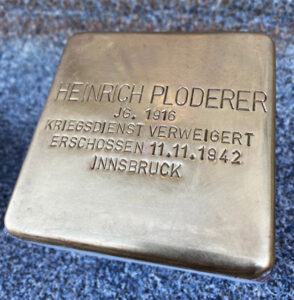 HEINRICH PLODERER
JG. 1916
KRIEGSDIENST VERWEIGERT
ERSCHOSSEN 11.11.1942
INNSBRUCK